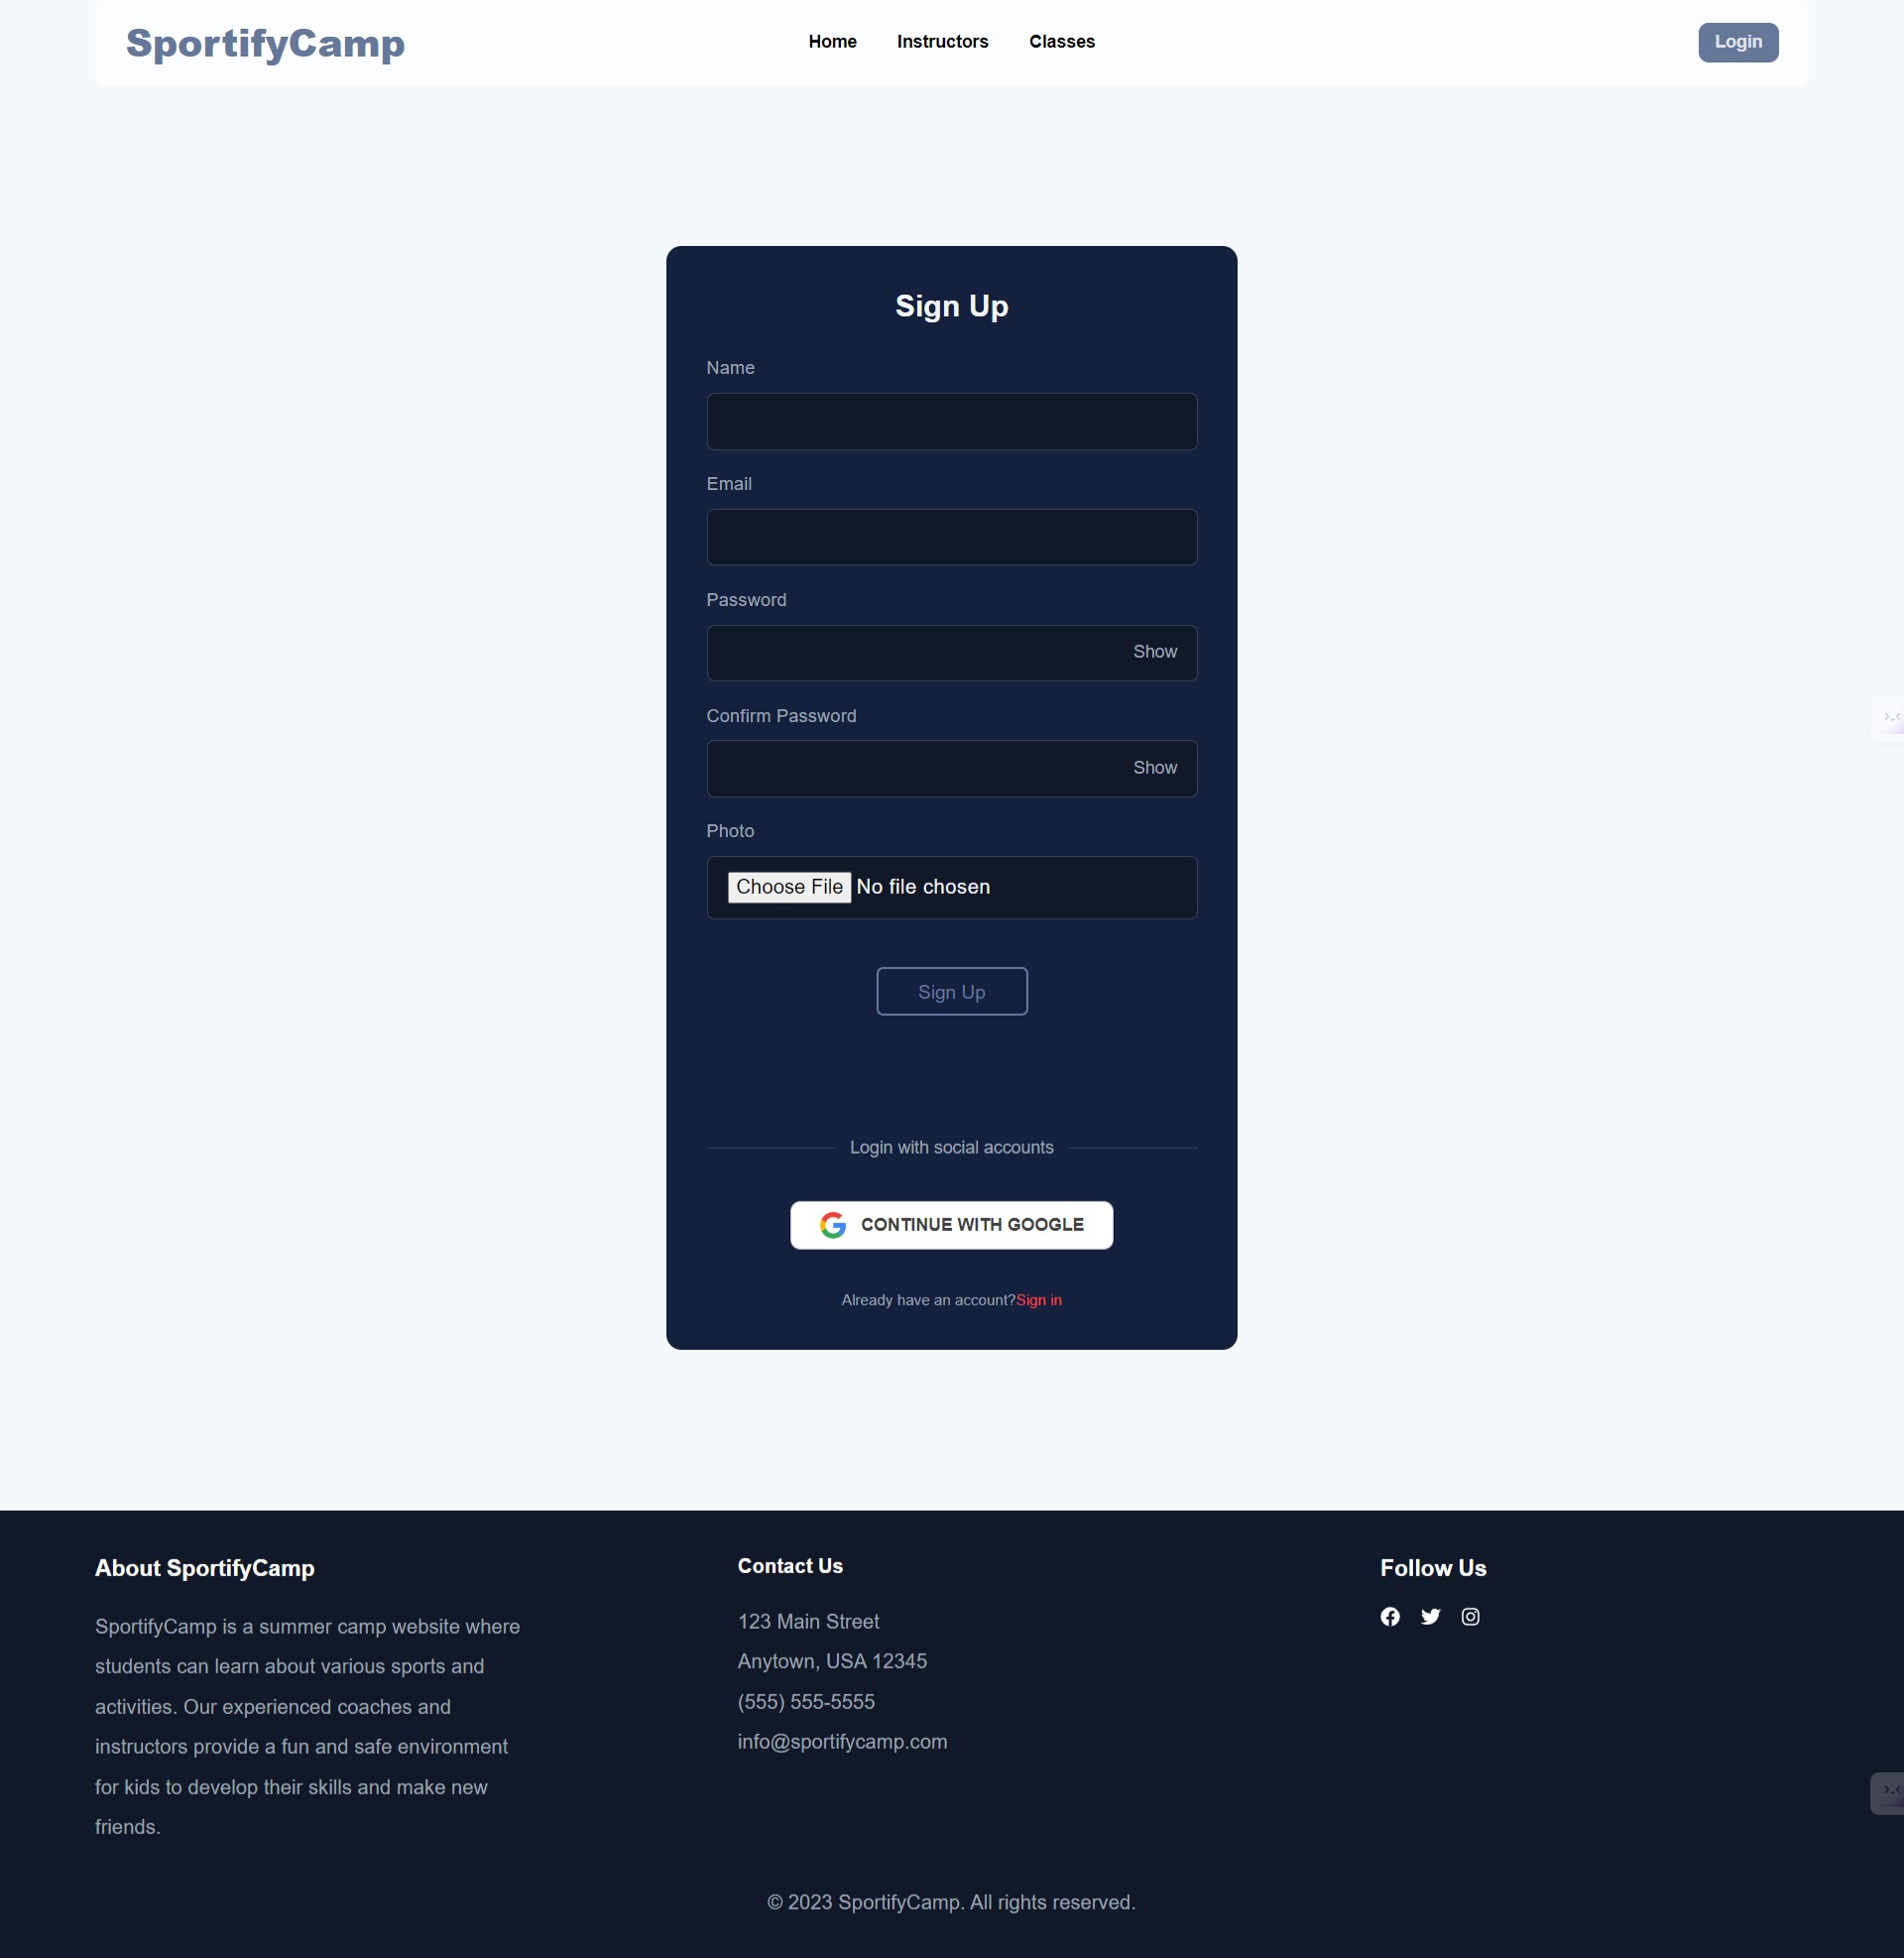 SportifyCamp
Home Instructors Classes
Login
Sign Up
Name
Email
Password
Show
Confirm Password
Show
Photo
Choose File No file chosen
Sign Up
Login with social accounts
CONTINUE WITH GOOGLE
Already have an account?Sign in
About SportifyCamp
SportifyCamp is a summer camp website where
students can learn about various sports and
activities. Our experienced coaches and
instructors provide a fun and safe environment
for kids to develop their skills and make new
friends.
Contact Us
123 Main Street
Anytown, USA 12345
(555) 555-5555
info@sportifycamp.com
Follow Us
© 2023 SportifyCamp. All rights reserved.